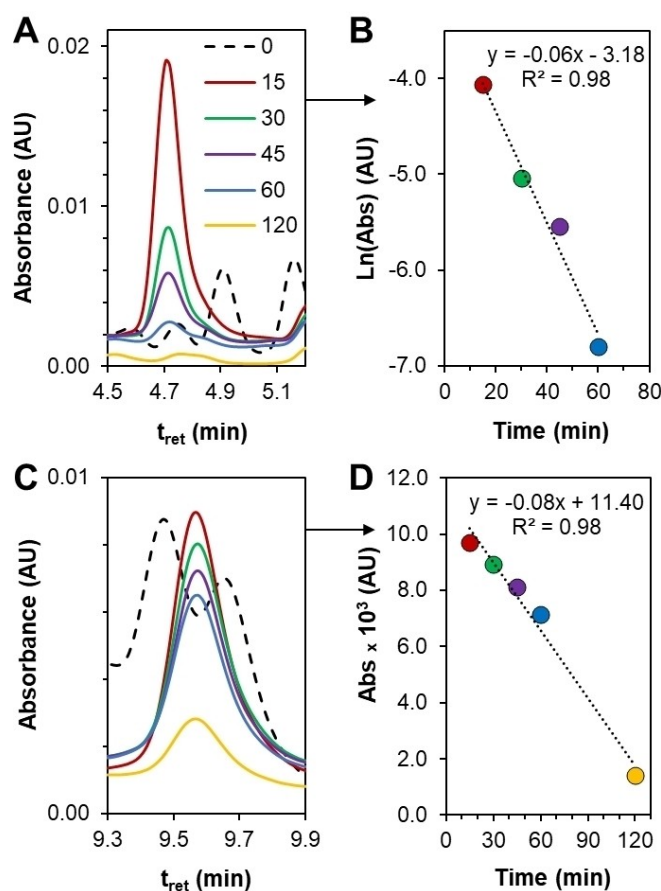 A
Absorbance (AU)
0.02
0.01
0.00
4.5 4.7 4.9 5.1
t_ret (min)
0
15
30
45
60
120
B
y = -0.06x - 3.18
R² = 0.98
Ln(Abs) (AU)
-4.0
-5.0
-6.0
-7.0
0 20 40 60 80
Time (min)
C
Absorbance (AU)
0.01
0.00
9.3 9.5 9.7 9.9
t_ret (min)
D
y = -0.08x + 11.40
R² = 0.98
Abs x 10³ (AU)
12.0
10.0
8.0
6.0
4.0
2.0
0.0
0 30 60 90 120
Time (min)